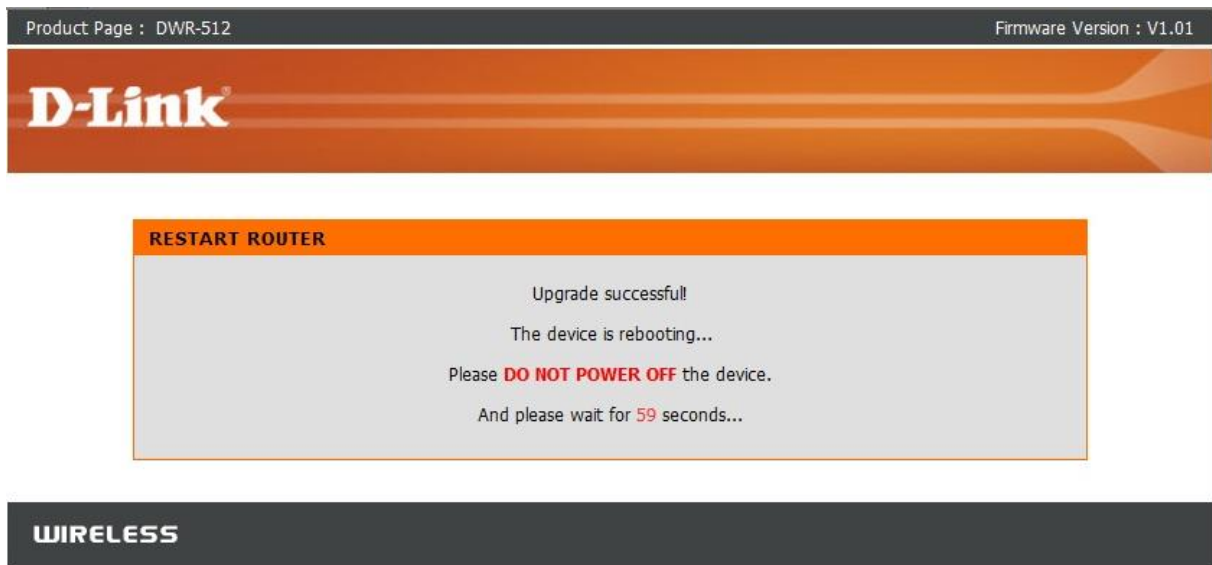 Product Page : DWR-512 Firmware Version : V1.01
D-Link®
RESTART ROUTER
Upgrade successful!
The device is rebooting...
Please DO NOT POWER OFF the device.
And please wait for 59 seconds...
WIRELESS